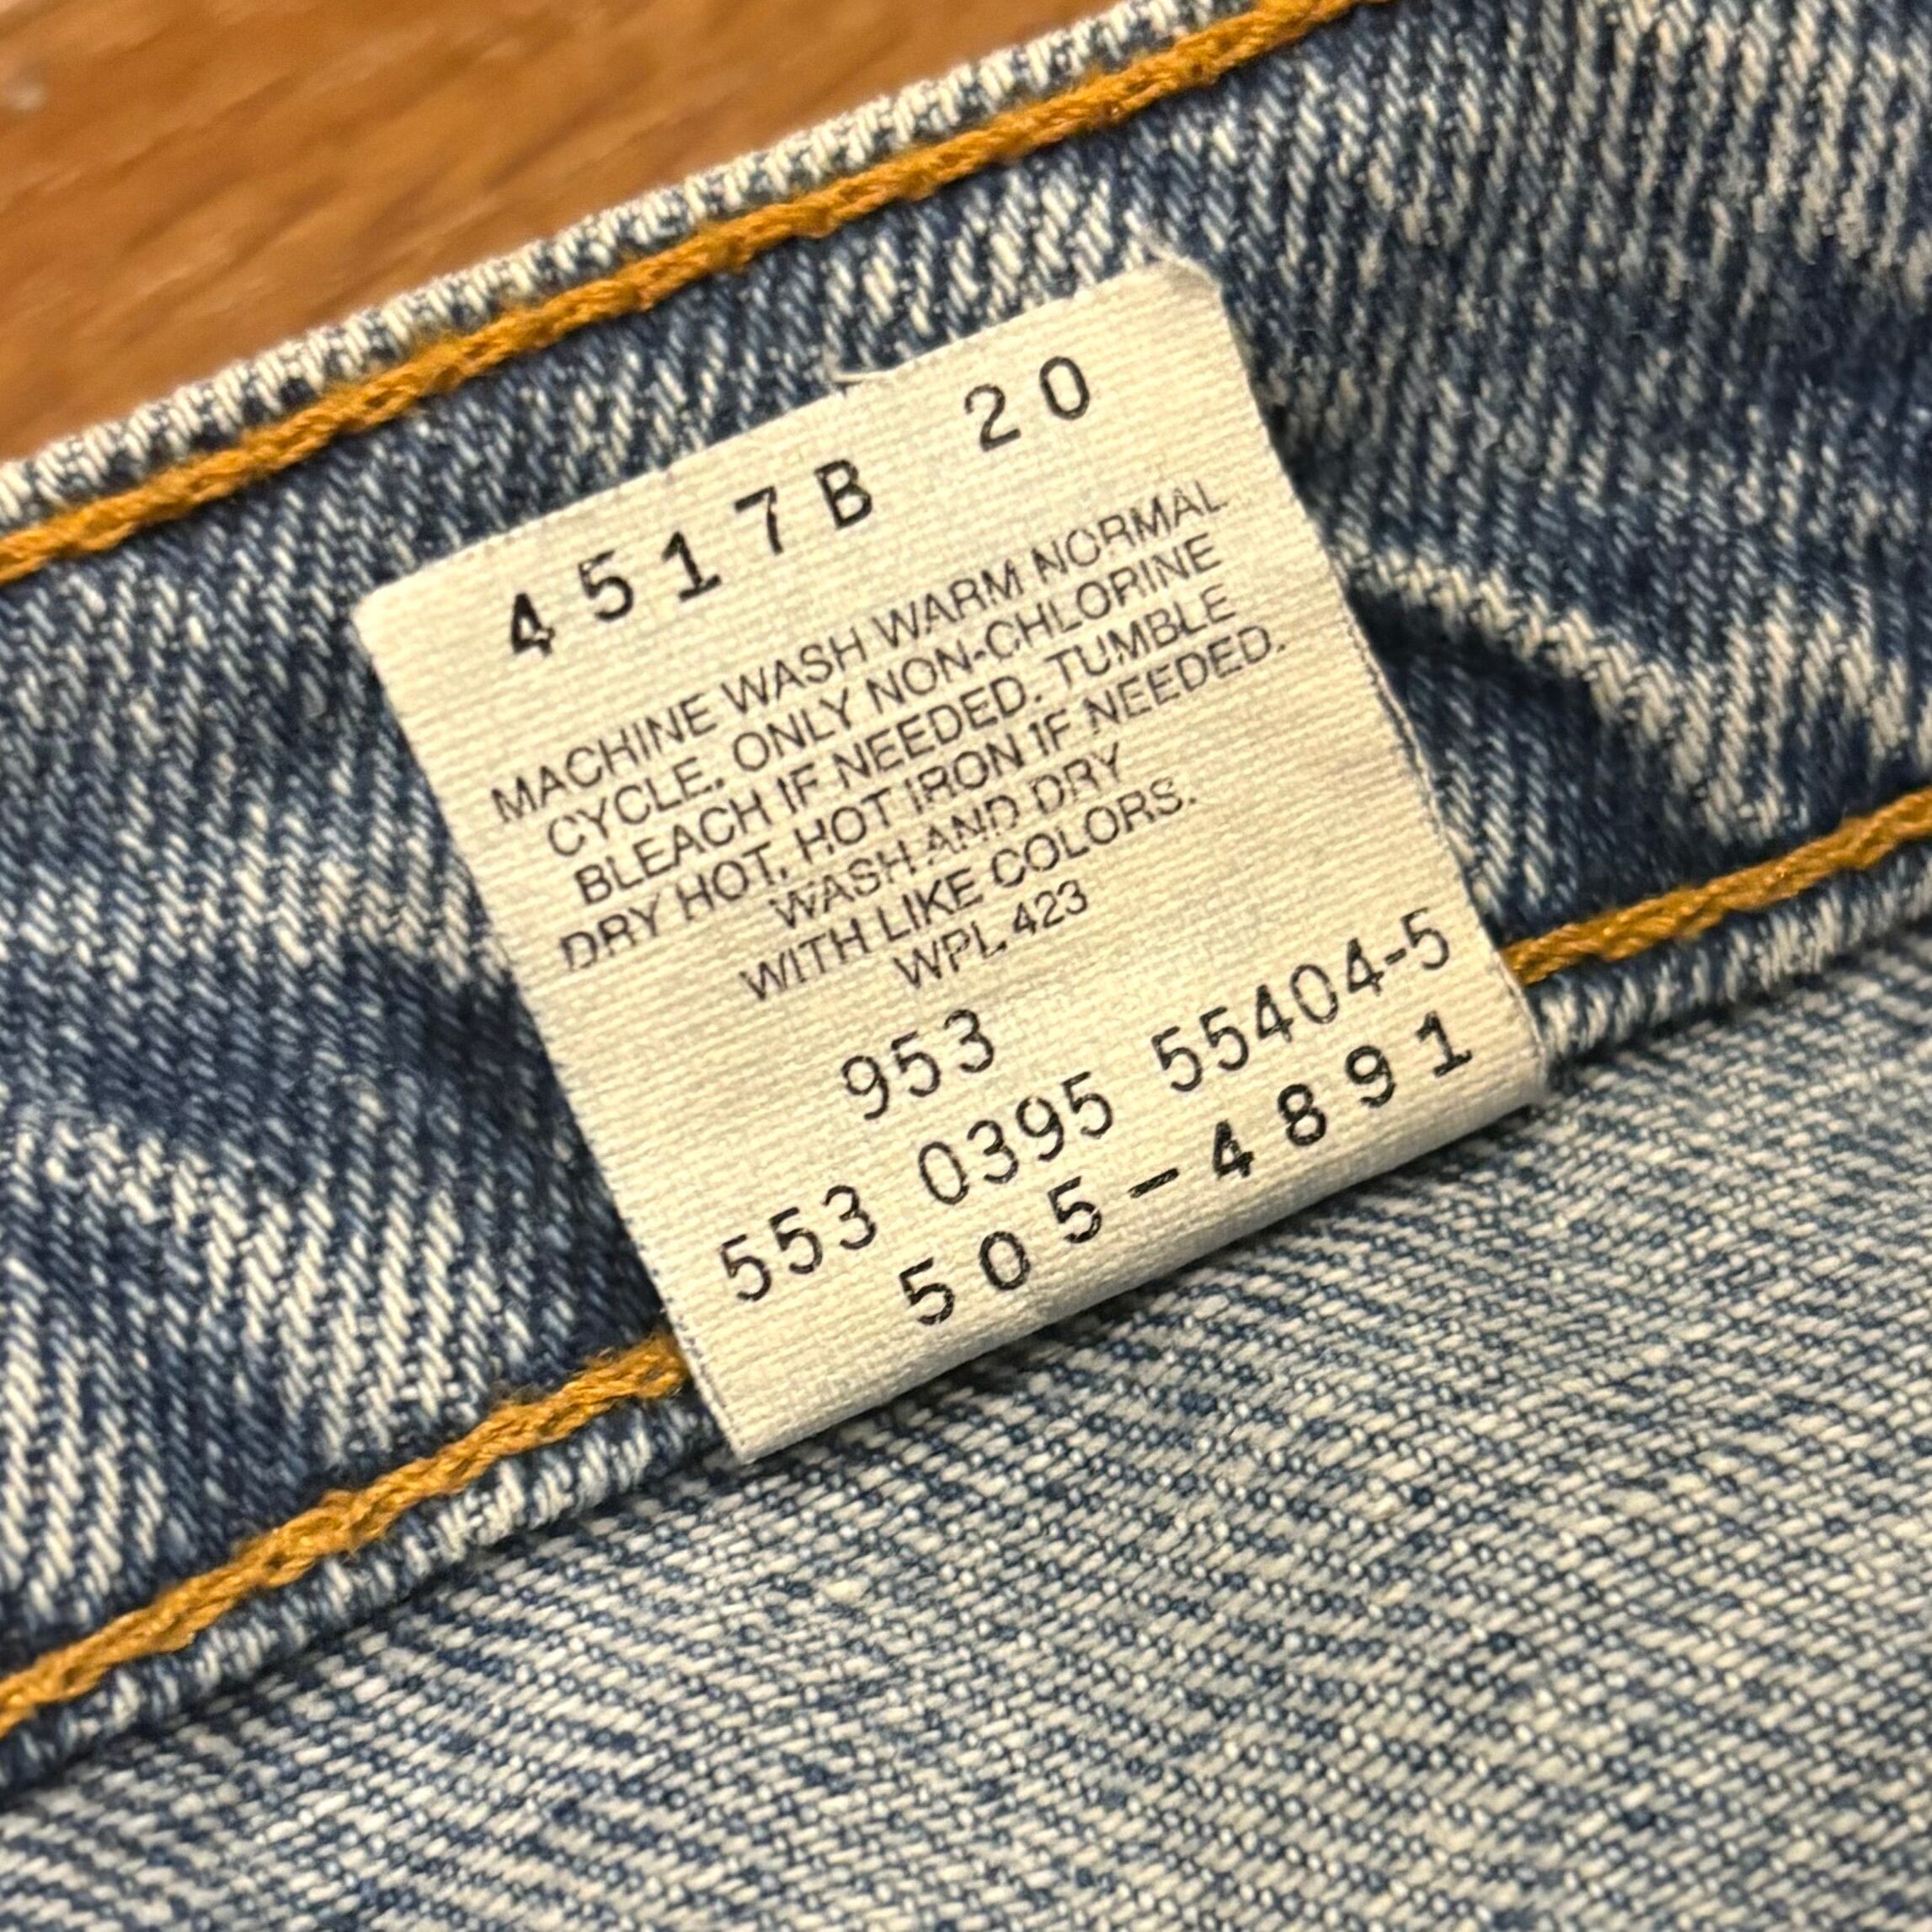 4517B 20
MACHINE WASH WARM NORMAL
CYCLE. ONLY NON-CHLORINE
BLEACH IF NEEDED. TUMBLE
DRY HOT, HOT IRON IF NEEDED.
WASH AND DRY
WITH LIKE COLORS.
WPL 423
953
553 0395 55404-5
505-4891